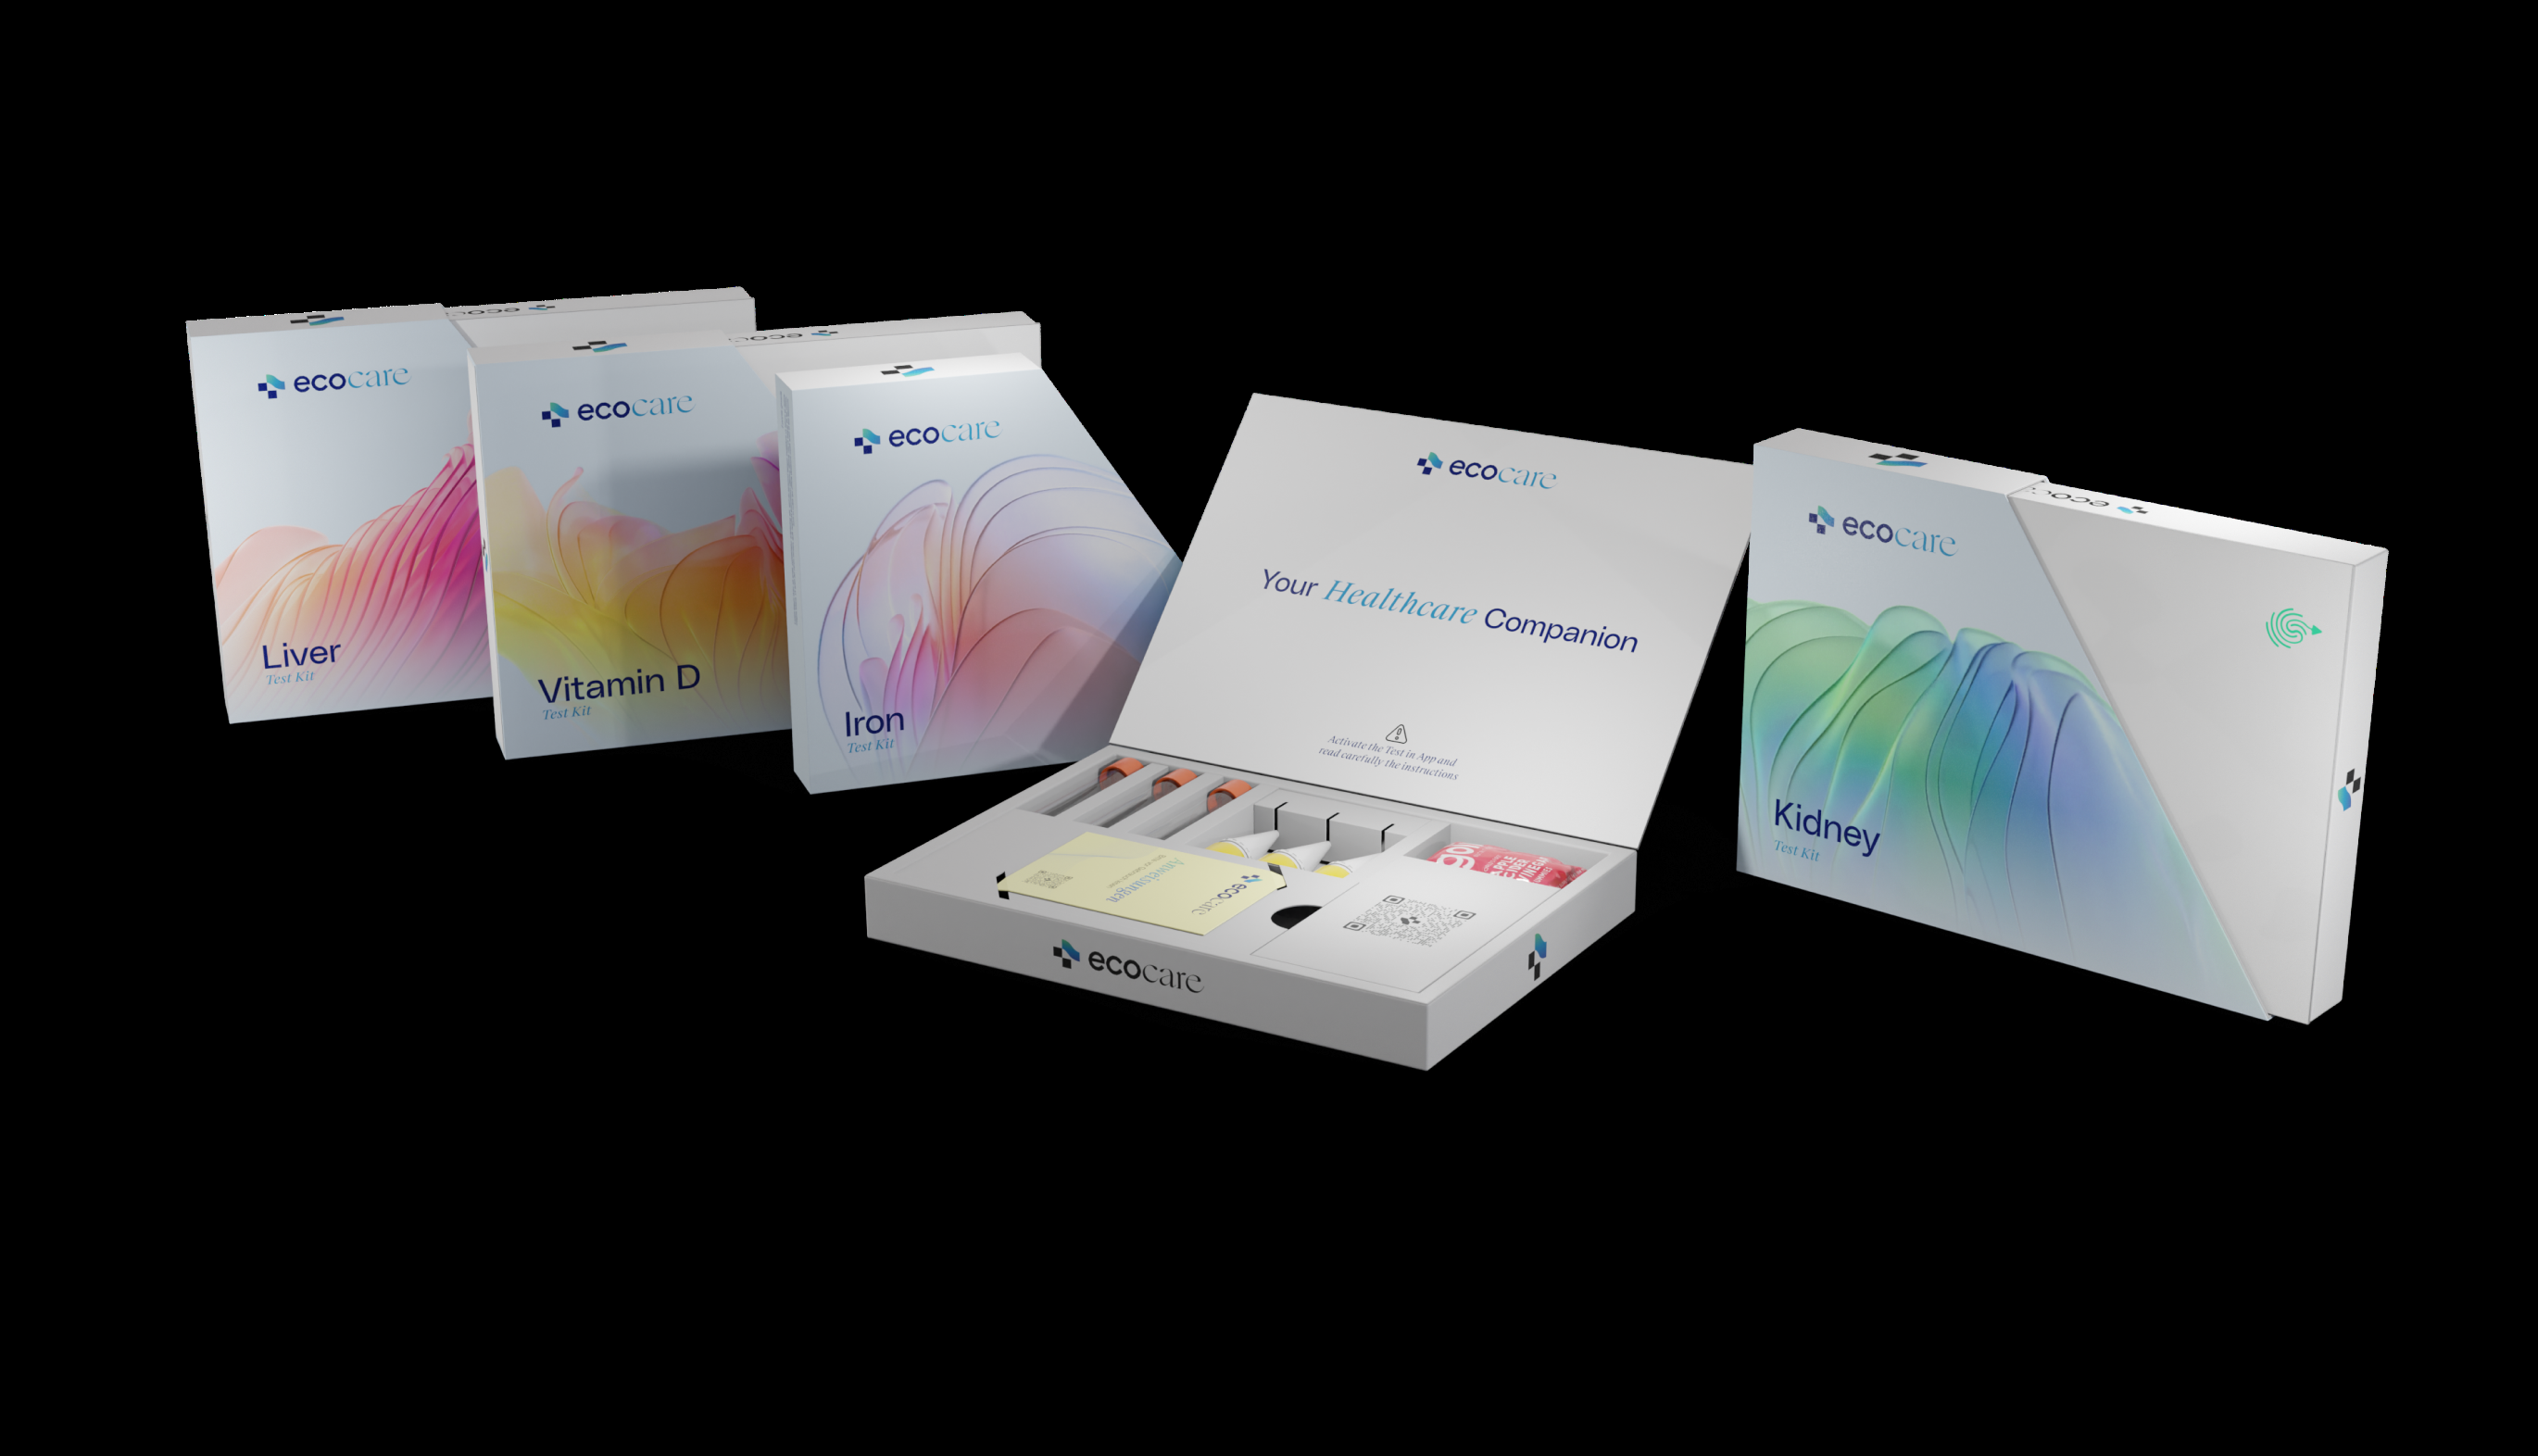 ecocare
Liver
Test Kit
ecocare
Vitamin D
Test Kit
ecocare
Iron
Test Kit
ecocare
Your Healthcare Companion
Activate the Test in App and
read carefully the instructions
ecocare
Anweisungen
ecocare
ecocare
Kidney
Test Kit